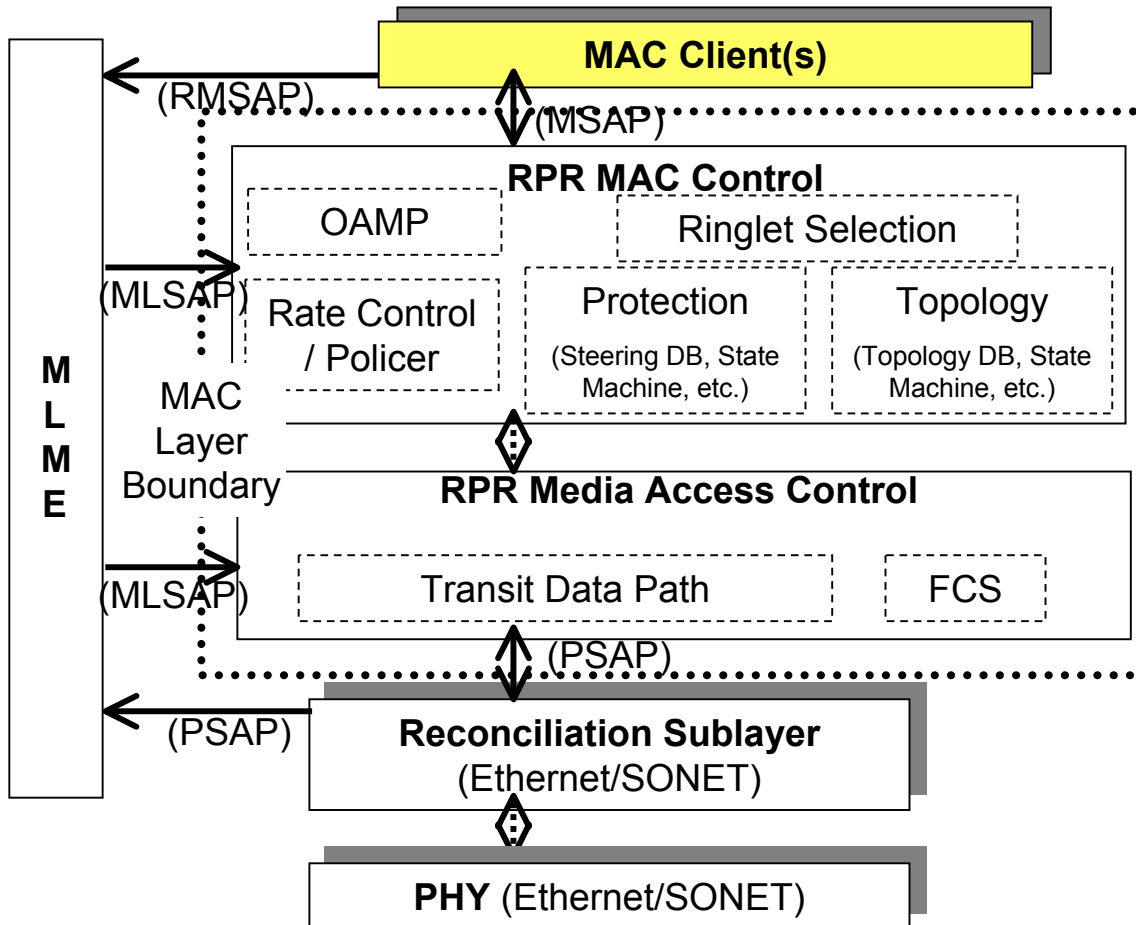 MAC Client(s)
(RMSAP)
(MSAP)
RPR MAC Control
OAMP
Ringlet Selection
(MLSAP)
Rate Control
/ Policer
Protection
(Steering DB, State
Machine, etc.)
Topology
(Topology DB, State
Machine, etc.)
M
L
M
E
MAC
Layer
Boundary
RPR Media Access Control
(MLSAP)
Transit Data Path
FCS
(PSAP)
(PSAP)
Reconciliation Sublayer
(Ethernet/SONET)
PHY (Ethernet/SONET)